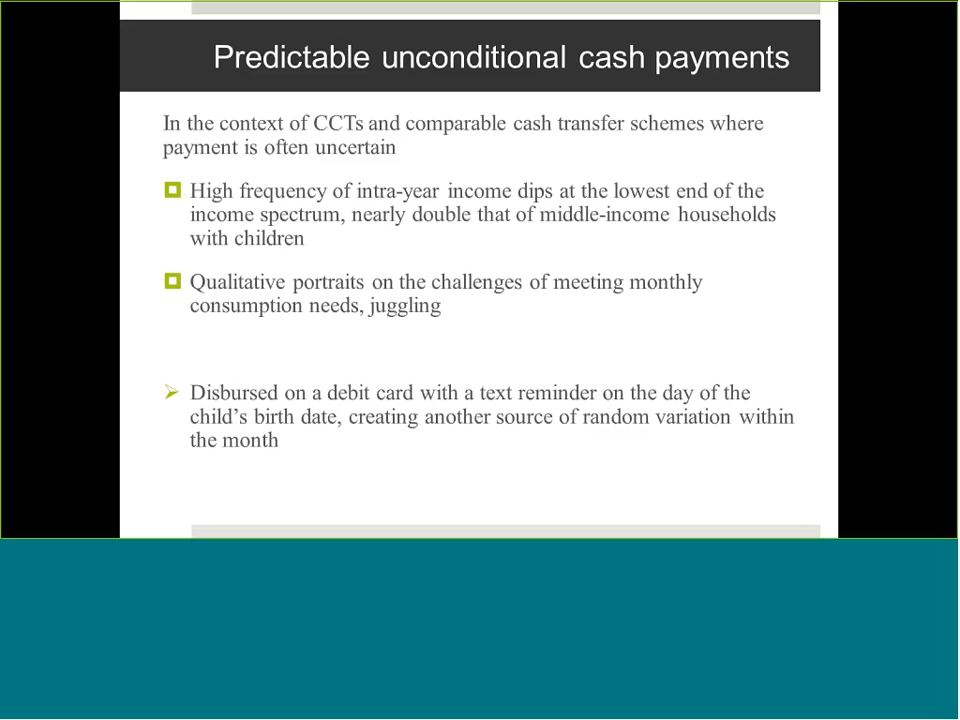 Predictable unconditional cash payments
In the context of CCTs and comparable cash transfer schemes where
payment is often uncertain
High frequency of intra-year income dips at the lowest end of the
income spectrum, nearly double that of middle-income households
with children
Qualitative portraits on the challenges of meeting monthly
consumption needs, juggling
Disbursed on a debit card with a text reminder on the day of the
child’s birth date, creating another source of random variation within
the month